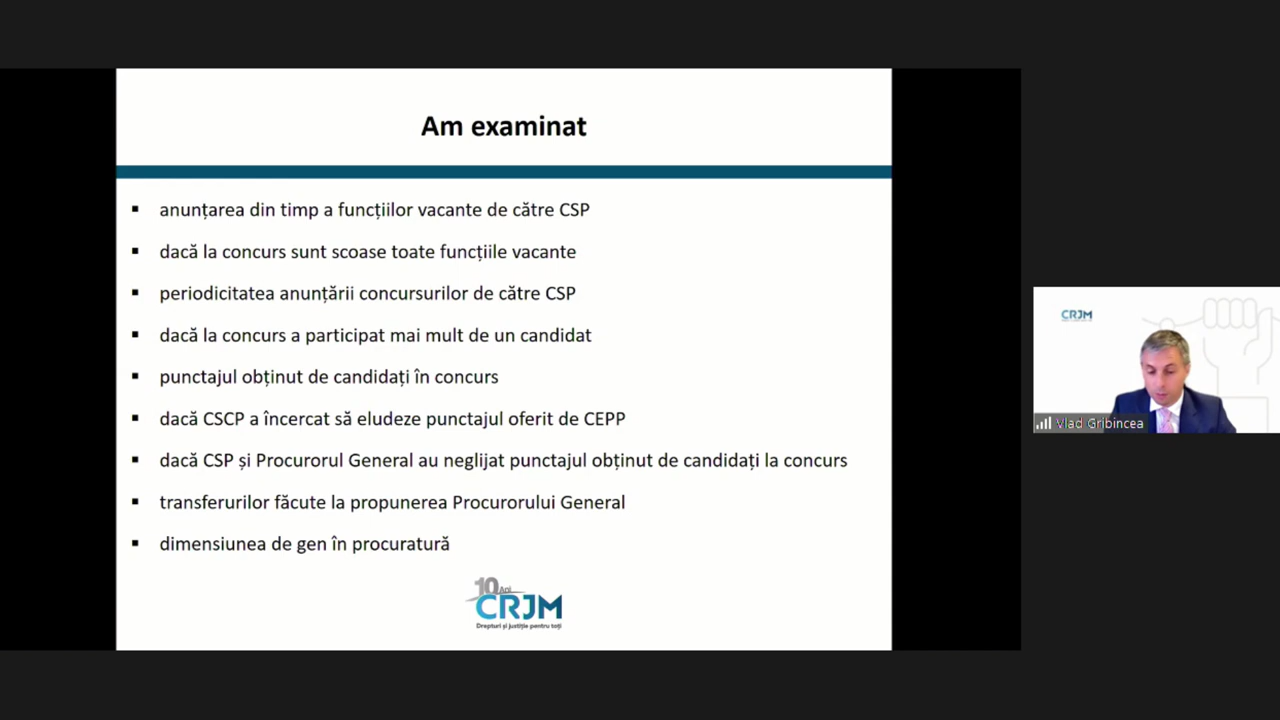 Am examinat
▪ anunțarea din timp a funcțiilor vacante de către CSP
▪ dacă la concurs sunt scoase toate funcțiile vacante
▪ periodicitatea anunțării concursurilor de către CSP
▪ dacă la concurs a participat mai mult de un candidat
▪ punctajul obținut de candidați în concurs
▪ dacă CSCP a încercat să eludeze punctajul oferit de CEPP
▪ dacă CSP și Procurorul General au neglijat punctajul obținut de candidați la concurs
▪ transferurilor făcute la propunerea Procurorului General
▪ dimensiunea de gen în procuratură
10 Ani
CRJM
Drepturi și justiție pentru toți
CRJM
Vlad Gribincea